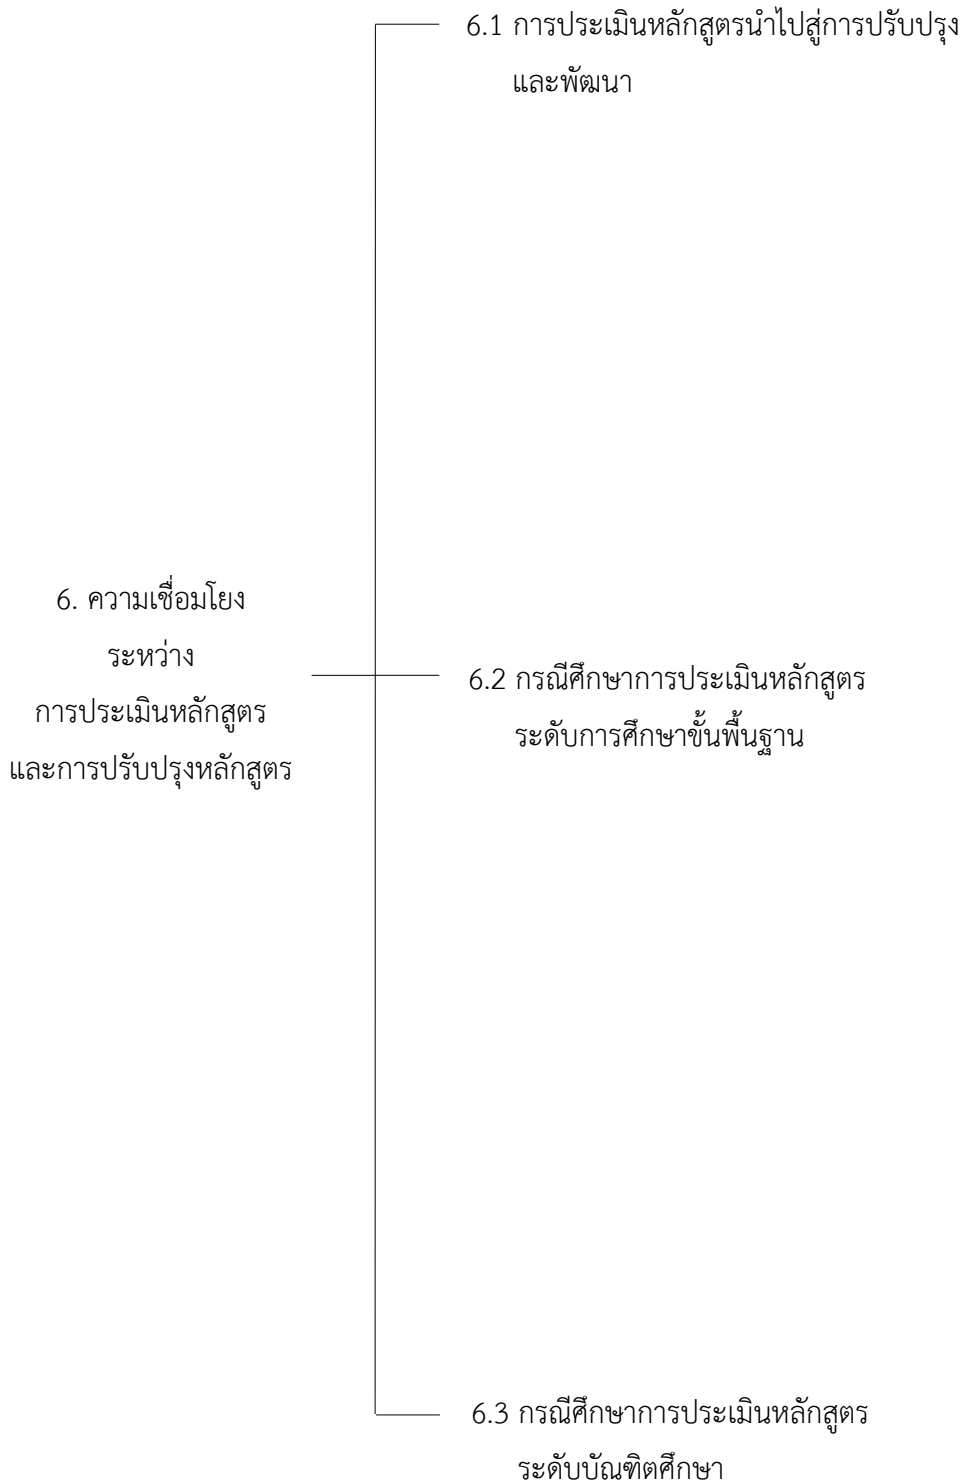 6.1 การประเมินหลักสูตรนำไปสู่การปรับปรุง
และพัฒนา
6. ความเชื่อมโยง
ระหว่าง
การประเมินหลักสูตร
และการปรับปรุงหลักสูตร
6.2 กรณีศึกษาการประเมินหลักสูตร
ระดับการศึกษาขั้นพื้นฐาน
6.3 กรณีศึกษาการประเมินหลักสูตร
ระดับบัณฑิตศึกษา